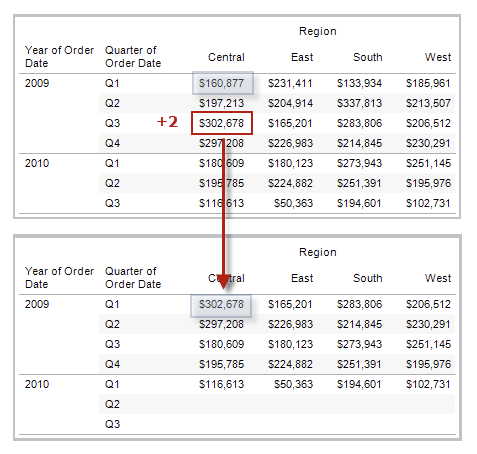 Region
Year of Order Date Quarter of Order Date Central East South West
2009 Q1 $160,877 $231,411 $133,934 $185,961
Q2 $197,213 $204,914 $337,813 $213,507
+2 Q3 $302,678 $165,201 $283,806 $206,512
Q4 $297,208 $226,983 $214,845 $230,291
2010 Q1 $180,609 $180,123 $273,943 $251,145
Q2 $195,785 $224,882 $251,391 $195,976
Q3 $116,613 $50,363 $194,601 $102,731
Region
Year of Order Date Quarter of Order Date Central East South West
2009 Q1 $302,678 $165,201 $283,806 $206,512
Q2 $297,208 $226,983 $214,845 $230,291
Q3 $180,609 $180,123 $273,943 $251,145
Q4 $195,785 $224,882 $251,391 $195,976
2010 Q1 $116,613 $50,363 $194,601 $102,731
Q2
Q3